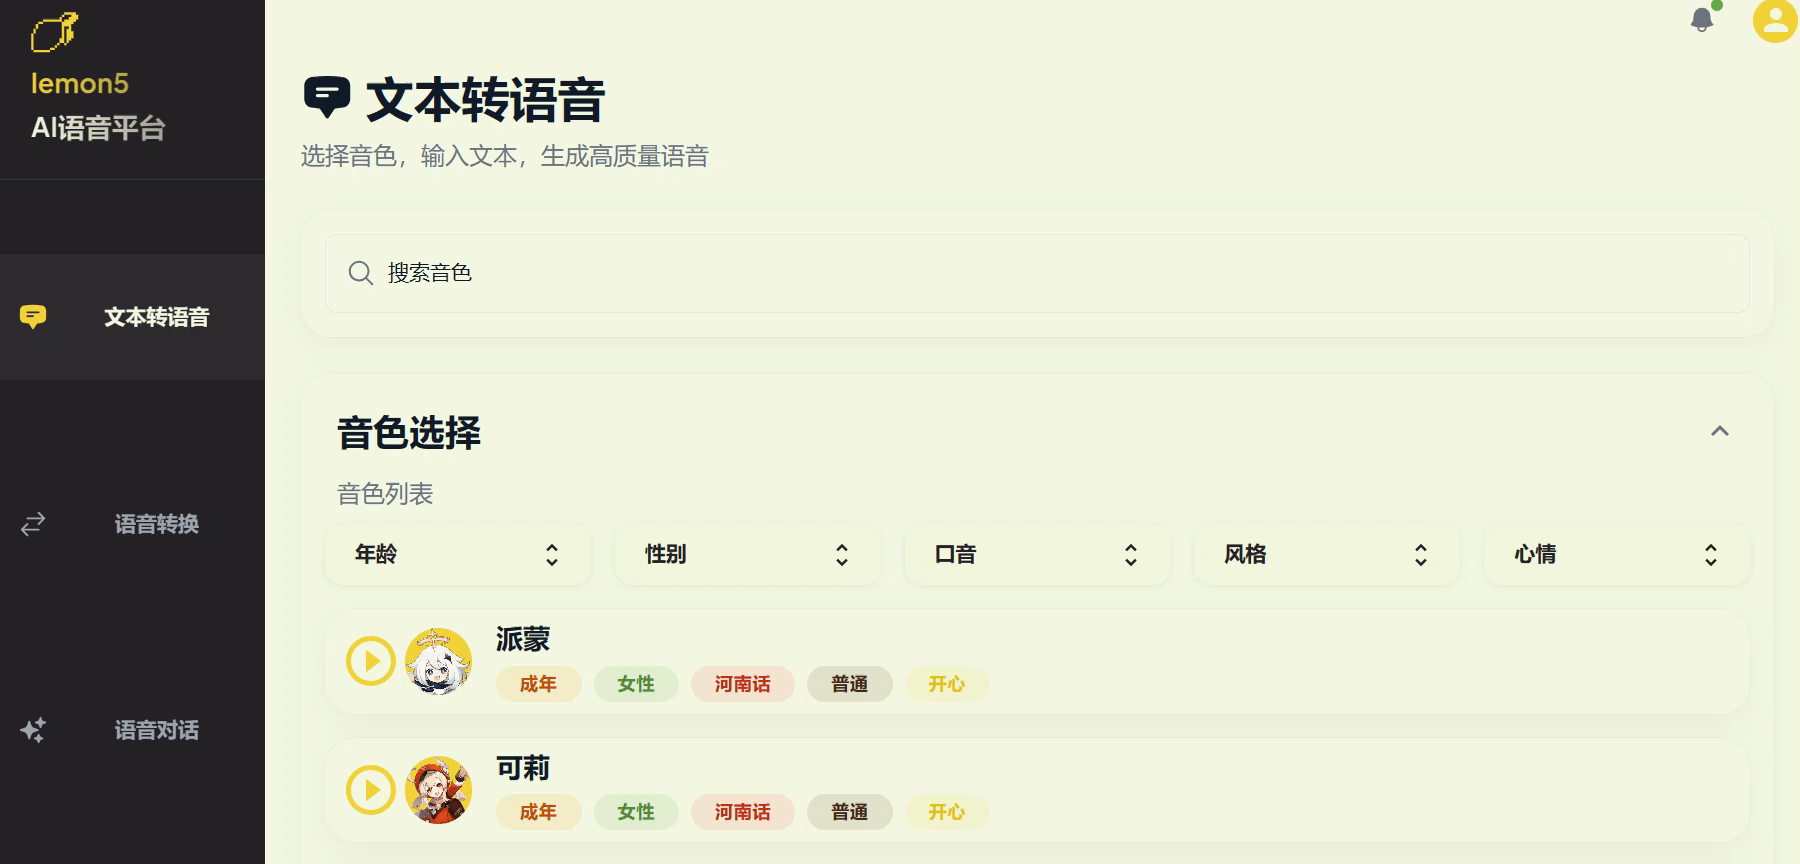 lemon5
AI语音平台
文本转语音
语音转换
语音对话
文本转语音
选择音色，输入文本，生成高质量语音
搜索音色
音色选择
音色列表
年龄 性别 口音 风格 心情
派蒙
成年 女性 河南话 普通 开心
可莉
成年 女性 河南话 普通 开心